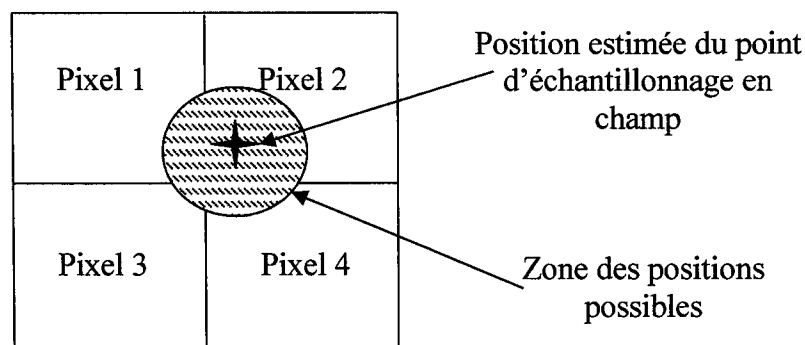 Pixel 1
Pixel 2
Position estimée du point
d'échantillonnage en
champ
Pixel 3
Pixel 4
Zone des positions
possibles